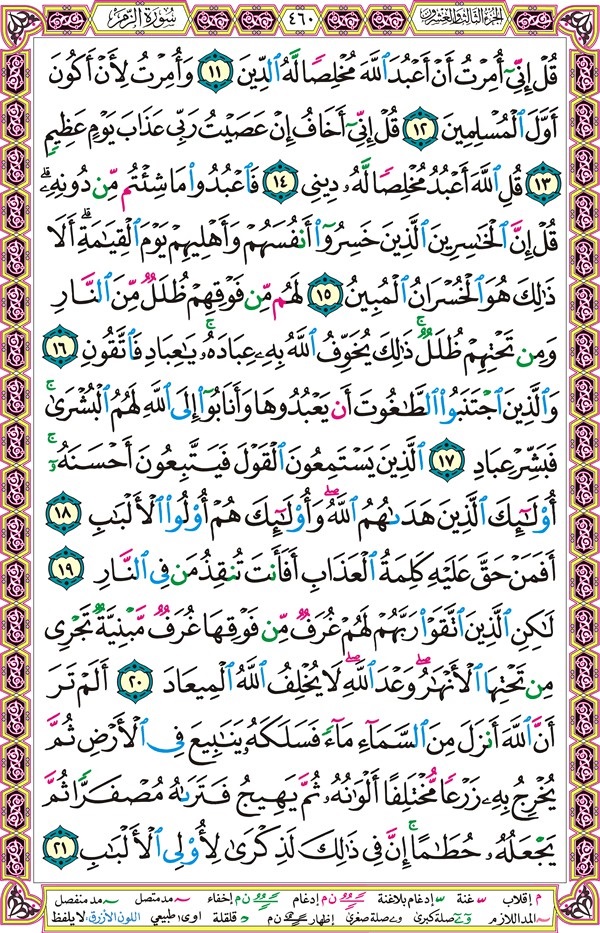 الجزء الثالث والعشرون ٤٦٠ سورة الزمر
قُلْ إِنِّيٓ أُمِرْتُ أَنْ أَعْبُدَ ٱللَّهَ مُخْلِصًا لَّهُ ٱلدِّينَ ١١ وَأُمِرْتُ لِأَنْ أَكُونَ
أَوَّلَ ٱلْمُسْلِمِينَ ١٢ قُلْ إِنِّيٓ أَخَافُ إِنْ عَصَيْتُ رَبِّي عَذَابَ يَوْمٍ عَظِيمٍ
١٣ قُلِ ٱللَّهَ أَعْبُدُ مُخْلِصًا لَّهُۥ دِينِي ١٤ فَٱعْبُدُوا۟ مَا شِئْتُم مِّن دُونِهِۦۗ
قُلْ إِنَّ ٱلْخَٰسِرِينَ ٱلَّذِينَ خَسِرُوٓا۟ أَنفُسَهُمْ وَأَهْلِيهِمْ يَوْمَ ٱلْقِيَٰمَةِۗ أَلَا
ذَٰلِكَ هُوَ ٱلْخُسْرَانُ ٱلْمُبِينُ ١٥ لَهُم مِّن فَوْقِهِمْ ظُلَلٌ مِّنَ ٱلنَّارِ
وَمِن تَحْتِهِمْ ظُلَلٌۚ ذَٰلِكَ يُخَوِّفُ ٱللَّهُ بِهِۦ عِبَادَهُۥۚ يَٰعِبَادِ فَٱتَّقُونِ ١٦
وَٱلَّذِينَ ٱجْتَنَبُوا۟ ٱلطَّٰغُوتَ أَن يَعْبُدُوهَا وَأَنَابُوٓا۟ إِلَى ٱللَّهِ لَهُمُ ٱلْبُشْرَىٰۚ
فَبَشِّرْ عِبَادِ ١٧ ٱلَّذِينَ يَسْتَمِعُونَ ٱلْقَوْلَ فَيَتَّبِعُونَ أَحْسَنَهُۥٓۚ
أُو۟لَٰٓئِكَ ٱلَّذِينَ هَدَىٰهُمُ ٱللَّهُۖ وَأُو۟لَٰٓئِكَ هُمْ أُو۟لُوا۟ ٱلْأَلْبَٰبِ ١٨
أَفَمَنْ حَقَّ عَلَيْهِ كَلِمَةُ ٱلْعَذَابِ أَفَأَنتَ تُنقِذُ مَن فِي ٱلنَّارِ ١٩
لَٰكِنِ ٱلَّذِينَ ٱتَّقَوْا۟ رَبَّهُمْ لَهُمْ غُرَفٌ مِّن فَوْقِهَا غُرَفٌ مَّبْنِيَّةٌ تَجْرِي
مِن تَحْتِهَا ٱلْأَنْهَٰرُۖ وَعْدَ ٱللَّهِۖ لَا يُخْلِفُ ٱللَّهُ ٱلْمِيعَادَ ٢٠ أَلَمْ تَرَ
أَنَّ ٱللَّهَ أَنزَلَ مِنَ ٱلسَّمَآءِ مَآءً فَسَلَكَهُۥ يَنَٰبِيعَ فِي ٱلْأَرْضِ ثُمَّ
يُخْرِجُ بِهِۦ زَرْعًا مُّخْتَلِفًا أَلْوَٰنُهُۥ ثُمَّ يَهِيجُ فَتَرَىٰهُ مُصْفَرًّا ثُمَّ
يَجْعَلُهُۥ حُطَٰمًاۚ إِنَّ فِي ذَٰلِكَ لَذِكْرَىٰ لِأُو۟لِي ٱلْأَلْبَٰبِ ٢١
م إقلاب غنة إدغام بلاغنة ن م إدغام ن م إخفاء مد متصل مد منفصل
المد اللازم صلة كبرى صلة صغرى إظهار ن م قلقلة اوى؛ طبيعي اللون الأزرق: لا يلفظ